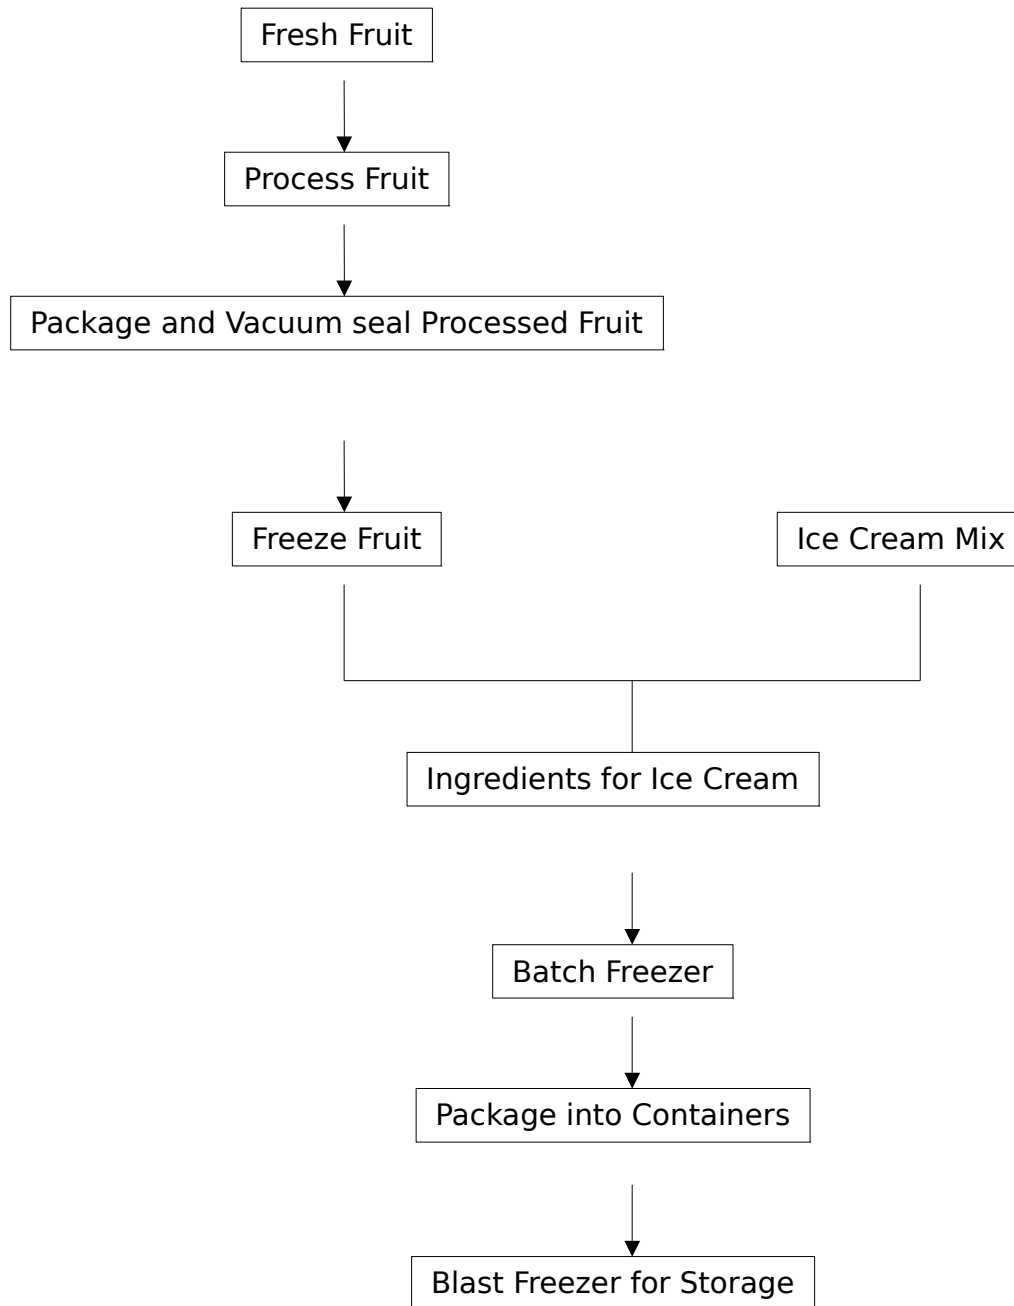 Fresh Fruit
Process Fruit
Package and Vacuum seal Processed Fruit
Freeze Fruit
Ice Cream Mix
Ingredients for Ice Cream
Batch Freezer
Package into Containers
Blast Freezer for Storage